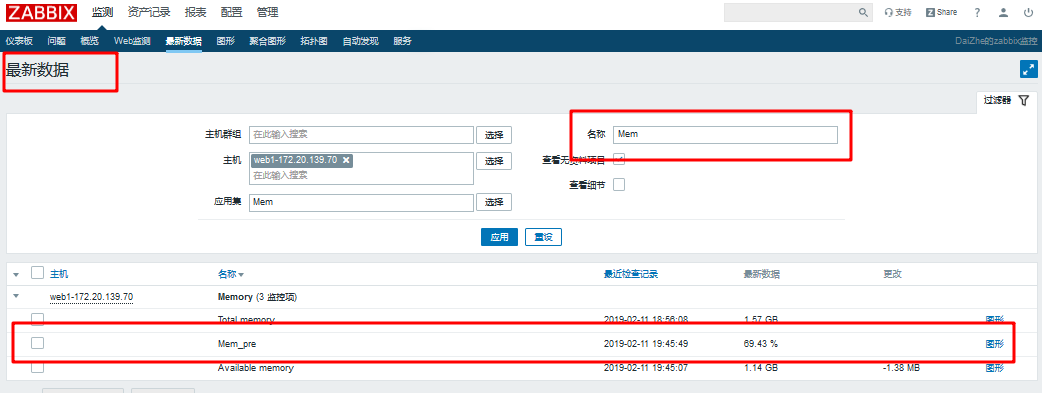 ZABBIX 监测 资产记录 报表 配置 管理 支持 Z Share ?
仪表板 问题 概览 Web监测 最新数据 图形 聚合图形 拓扑图 自动发现 服务 DaiZhe的zabbix监控
最新数据
过滤器
主机群组 在此输入搜索 选择 名称 Mem
主机 web1-172.20.139.70 选择 查看无资料项目
在此输入搜索
查看细节
应用集 Mem 选择
应用 重设
主机 名称 最近检查记录 最新数据 更改
web1-172.20.139.70 Memory (3 监控项)
Total memory 2019-02-11 18:56:08 1.57 GB 图形
Mem_pre 2019-02-11 19:45:49 69.43 % 图形
Available memory 2019-02-11 19:45:07 1.14 GB -1.38 MB 图形